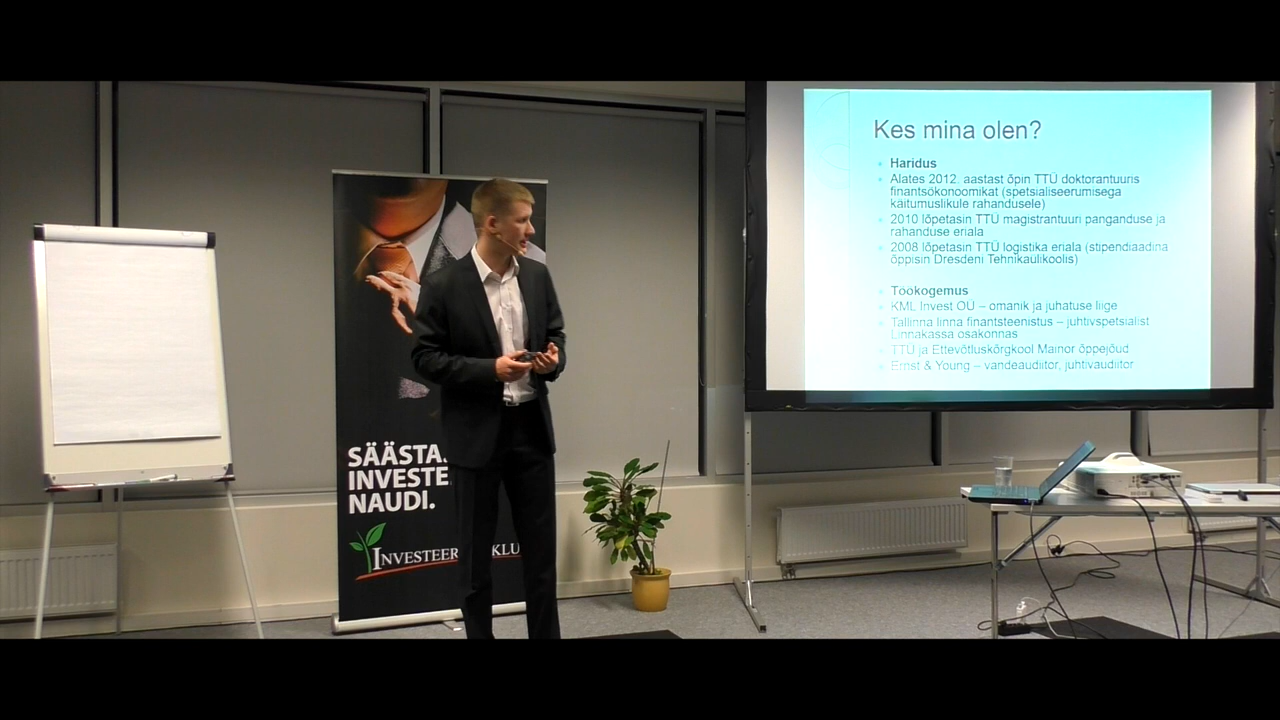 SÄÄSTA.
INVESTE
NAUDI.
INVESTEER KLU
Kes mina olen?
Haridus
Alates 2012. aastast õpin TTÜ doktorantuuris
finantsökonoomikat (spetsialiseerumisega
käitumuslikule rahandusele)
2010 lõpetasin TTÜ magistrantuuri panganduse ja
rahanduse eriala
2008 lõpetasin TTÜ logistika eriala (stipendiaadina
õppisin Dresdeni Tehnikaülikoolis)
Töökogemus
KML Invest OÜ – omanik ja juhatuse liige
Tallinna linna finantsteenistus – juhtivspetsialist
Linnakassa osakonnas
TTÜ ja Ettevõtluskõrgkool Mainor õppejõud
Ernst & Young – vandeaudiitor, juhtivaudiitor